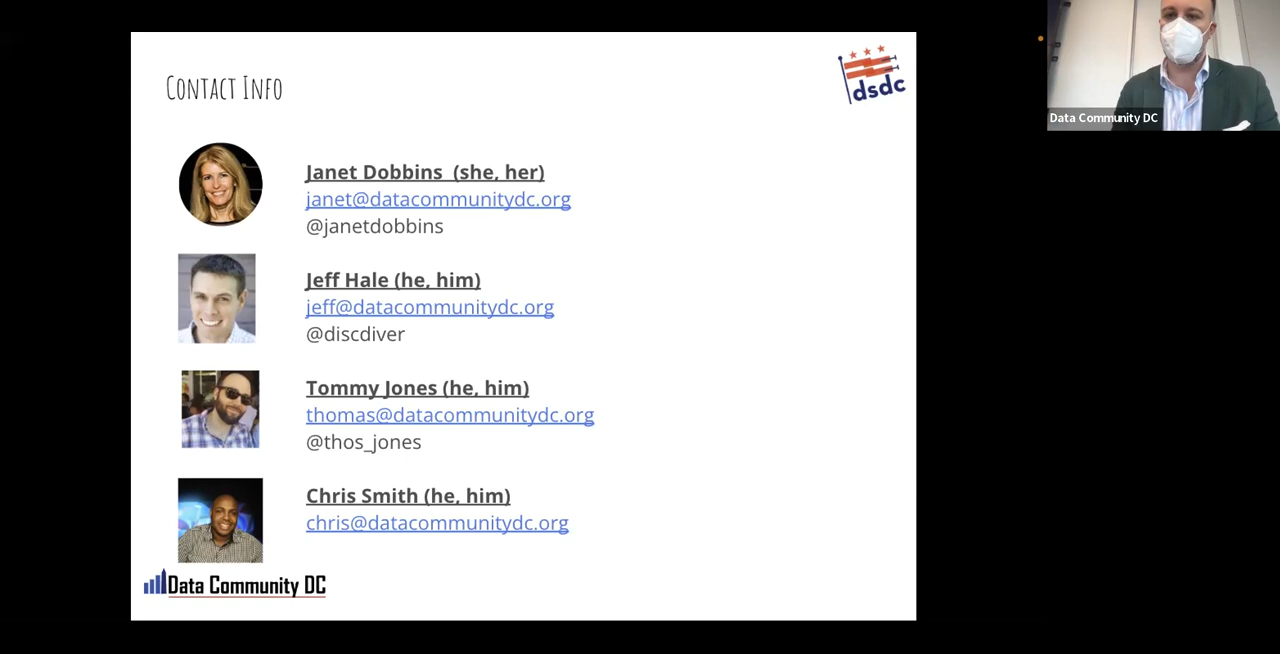 Contact Info
dsdc
Janet Dobbins (she, her)
janet@datacommunitydc.org
@janetdobbins
Jeff Hale (he, him)
jeff@datacommunitydc.org
@discdiver
Tommy Jones (he, him)
thomas@datacommunitydc.org
@thos_jones
Chris Smith (he, him)
chris@datacommunitydc.org
Data Community DC
Data Community DC